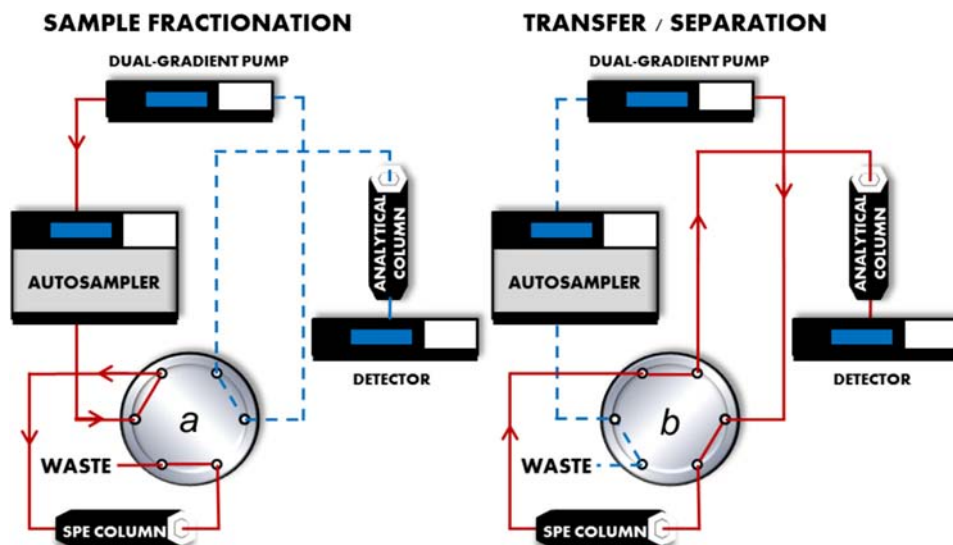 SAMPLE FRACTIONATION
DUAL-GRADIENT PUMP
AUTOSAMPLER
ANALYTICAL
COLUMN
DETECTOR
a
WASTE
SPE COLUMN
TRANSFER / SEPARATION
DUAL-GRADIENT PUMP
AUTOSAMPLER
ANALYTICAL
COLUMN
DETECTOR
b
WASTE
SPE COLUMN